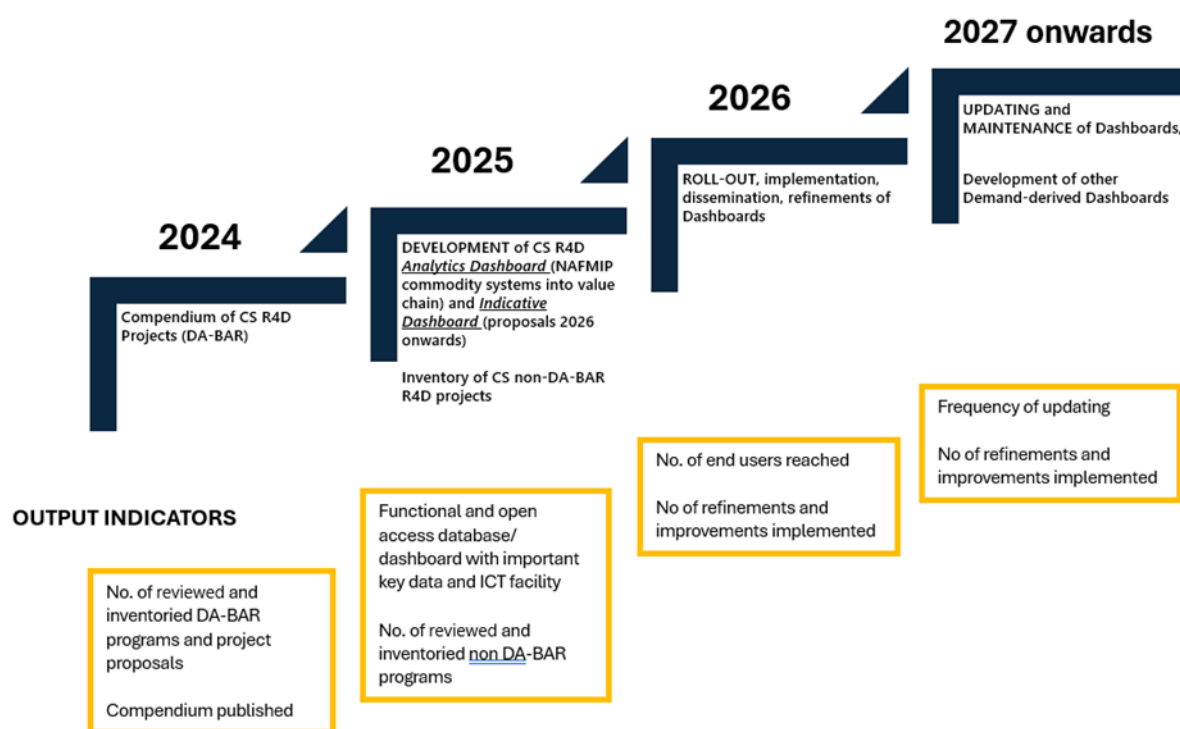 2027 onwards
UPDATING and
MAINTENANCE of Dashboards,
Development of other
Demand-derived Dashboards
2026
ROLL-OUT, implementation,
dissemination, refinements of
Dashboards
2025
DEVELOPMENT of CS R4D
Analytics Dashboard (NAFMIP
commodity systems into value
chain) and Indicative
Dashboard (proposals 2026
onwards)
Inventory of CS non-DA-BAR
R4D projects
2024
Compendium of CS R4D
Projects (DA-BAR)
OUTPUT INDICATORS
No. of reviewed and
inventoried DA-BAR
programs and project
proposals
Compendium published
Functional and open
access database/
dashboard with important
key data and ICT facility
No. of reviewed and
inventoried non DA-BAR
programs
No. of end users reached
No of refinements and
improvements implemented
Frequency of updating
No of refinements and
improvements implemented